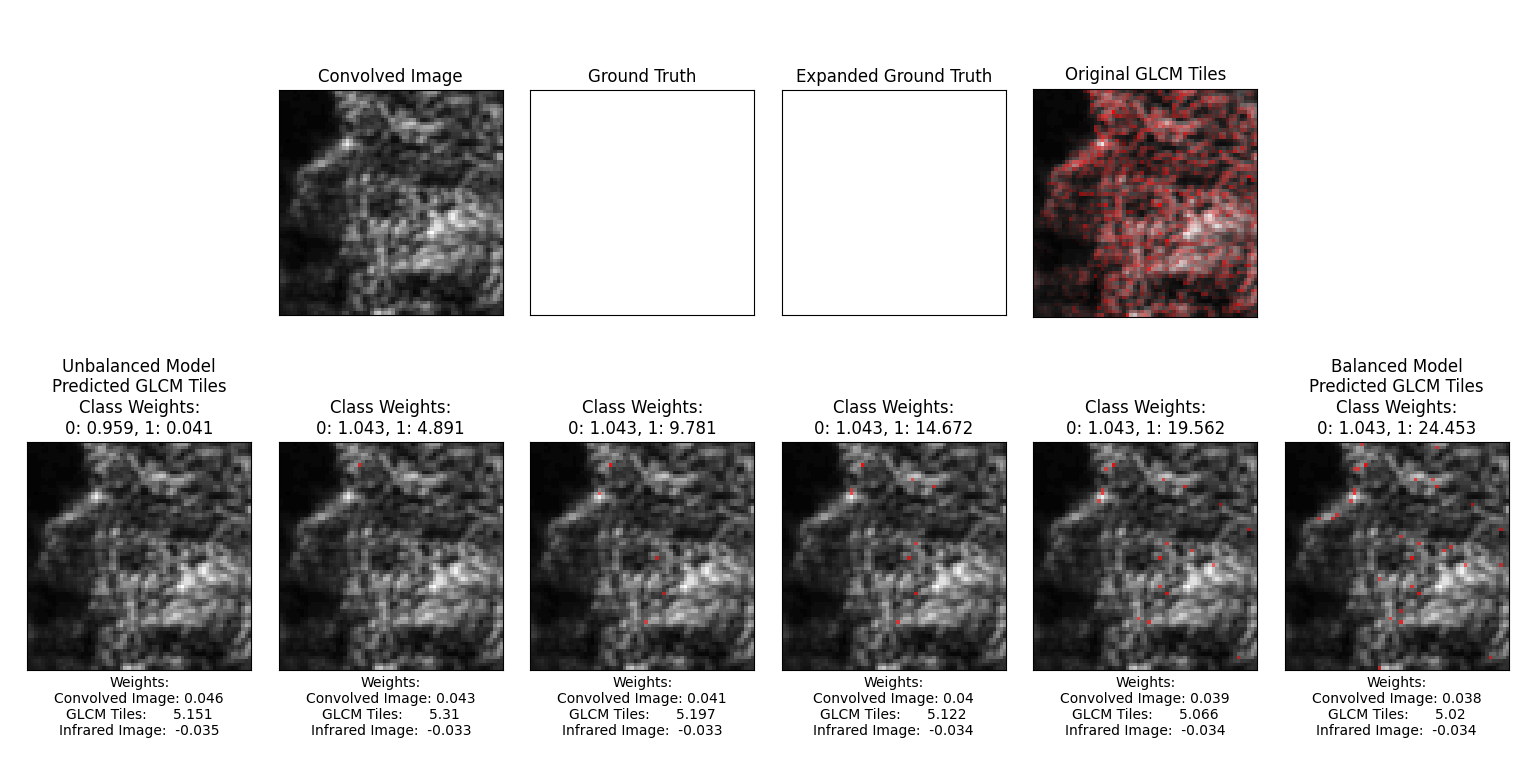 Convolved Image
Ground Truth
Expanded Ground Truth
Original GLCM Tiles
Unbalanced Model
Predicted GLCM Tiles
Class Weights:
0: 0.959, 1: 0.041
Class Weights:
0: 1.043, 1: 4.891
Class Weights:
0: 1.043, 1: 9.781
Class Weights:
0: 1.043, 1: 14.672
Class Weights:
0: 1.043, 1: 19.562
Balanced Model
Predicted GLCM Tiles
Class Weights:
0: 1.043, 1: 24.453
Weights:
Convolved Image: 0.046
GLCM Tiles: 5.151
Infrared Image: -0.035
Weights:
Convolved Image: 0.043
GLCM Tiles: 5.31
Infrared Image: -0.033
Weights:
Convolved Image: 0.041
GLCM Tiles: 5.197
Infrared Image: -0.033
Weights:
Convolved Image: 0.04
GLCM Tiles: 5.122
Infrared Image: -0.034
Weights:
Convolved Image: 0.039
GLCM Tiles: 5.066
Infrared Image: -0.034
Weights:
Convolved Image: 0.038
GLCM Tiles: 5.02
Infrared Image: -0.034